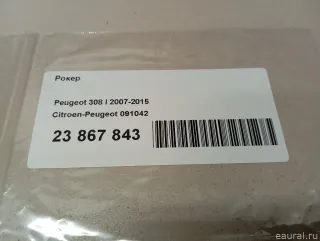 Рокер
Peugeot 308 I 2007-2015
Citroen-Peugeot 091042
23 867 843
eaural.ru